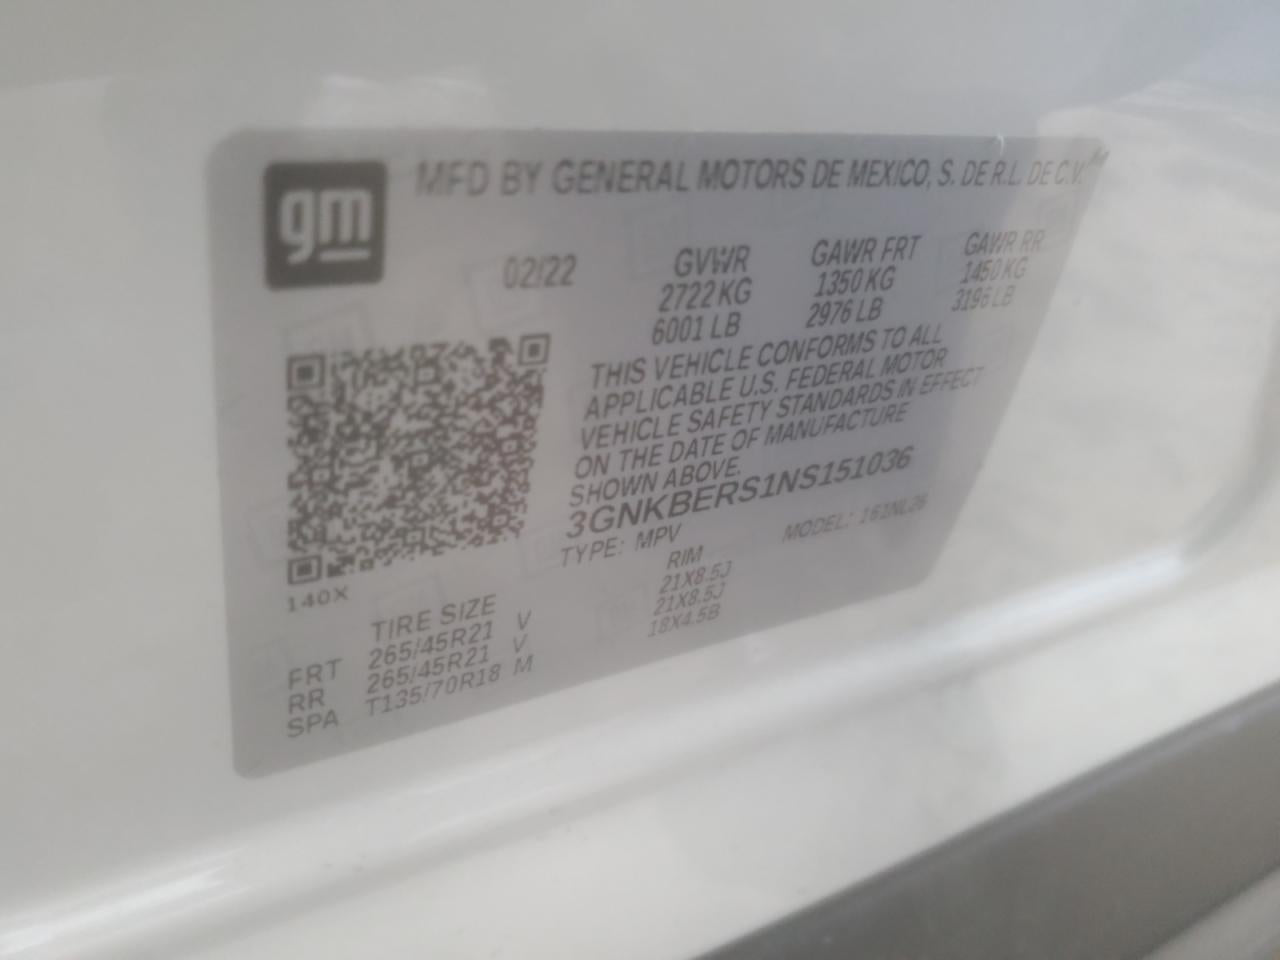 gm
MFD BY GENERAL MOTORS DE MEXICO, S. DE R.L. DE C.V.
02/22 GVWR GAWR FRT GAWR RR
2722 KG 1350 KG 1450 KG
6001 LB 2976 LB 3196 LB
THIS VEHICLE CONFORMS TO ALL
APPLICABLE U.S. FEDERAL MOTOR
VEHICLE SAFETY STANDARDS IN EFFECT
ON THE DATE OF MANUFACTURE
SHOWN ABOVE.
3GNKBERS1NS151036
TYPE: MPV MODEL: 1G1NL26
140X
TIRE SIZE RIM
FRT 265/45R21 V 21X8.5J
RR 265/45R21 V 21X8.5J
SPA T135/70R18 M 18X4.5B